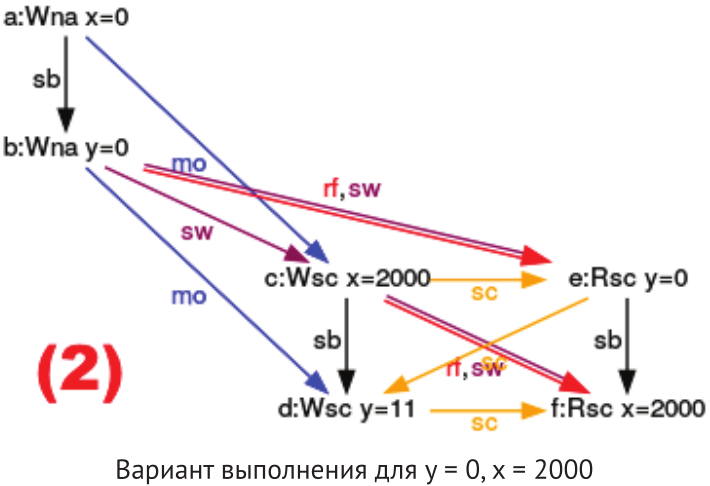 a:Wna x=0
sb
b:Wna y=0
mo
rf,sw
sw
c:Wsc x=2000
sc
e:Rsc y=0
mo
(2)
sb
rf,sw
sc
sb
d:Wsc y=11
sc
f:Rsc x=2000
Вариант выполнения для y = 0, x = 2000